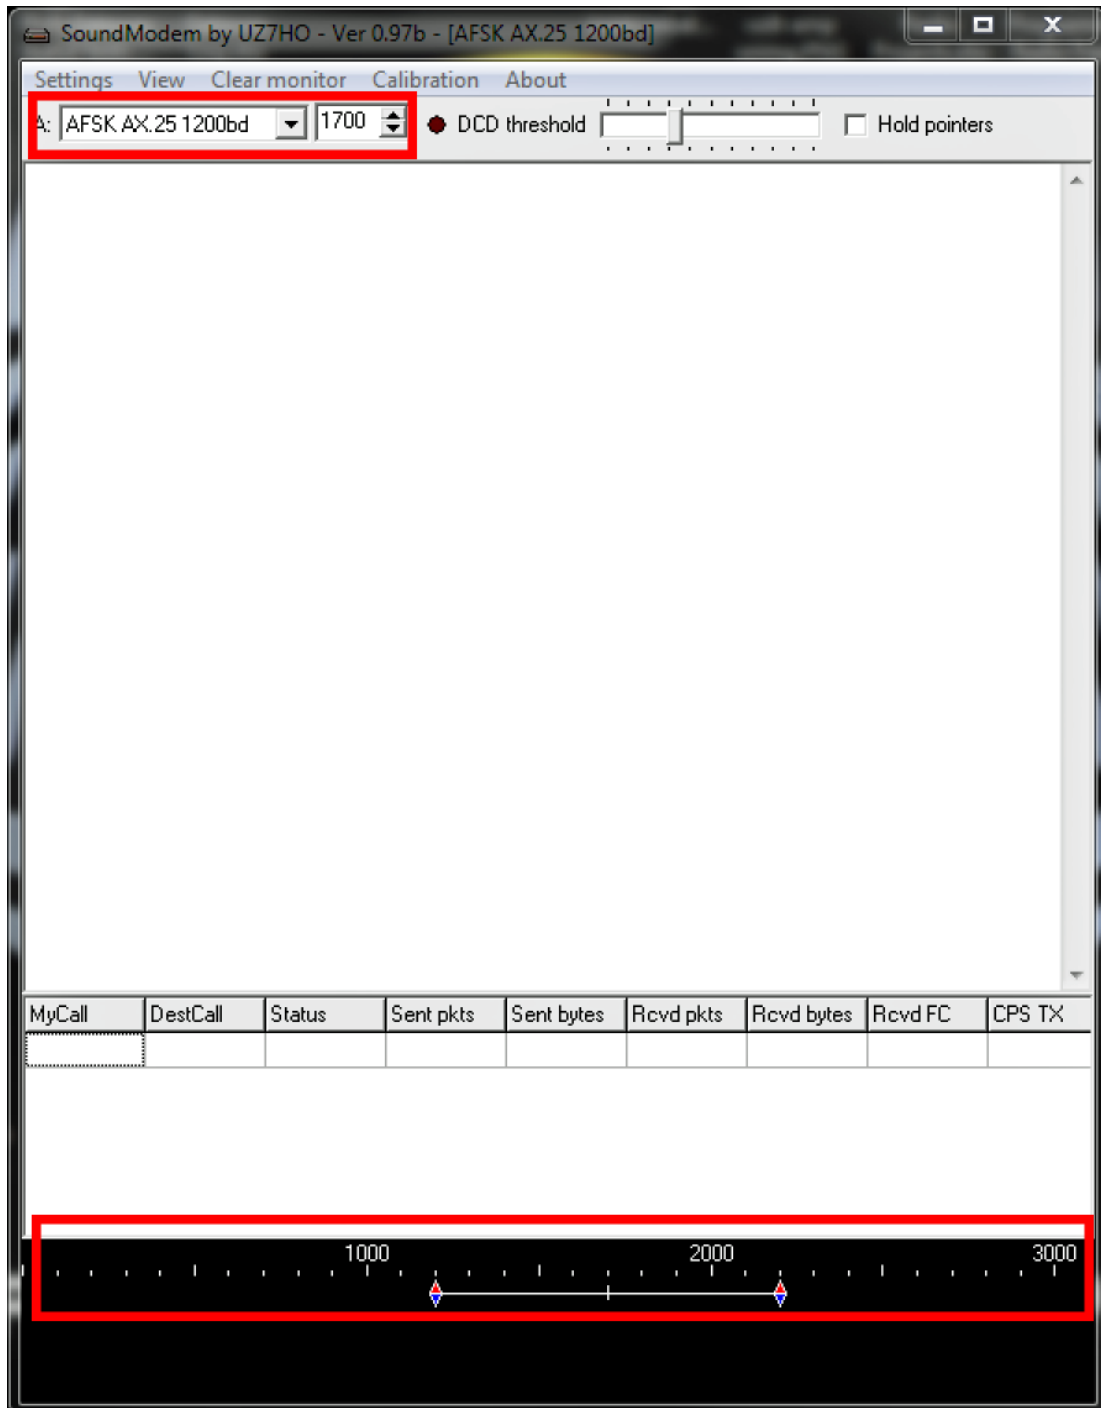 SoundModem by UZ7HO - Ver 0.97b - [AFSK AX.25 1200bd]
Settings View Clear monitor Calibration About
A: AFSK AX.25 1200bd 1700 DCD threshold Hold pointers
MyCall DestCall Status Sent pkts Sent bytes Rcvd pkts Rcvd bytes Rcvd FC CPS TX
1000 2000 3000